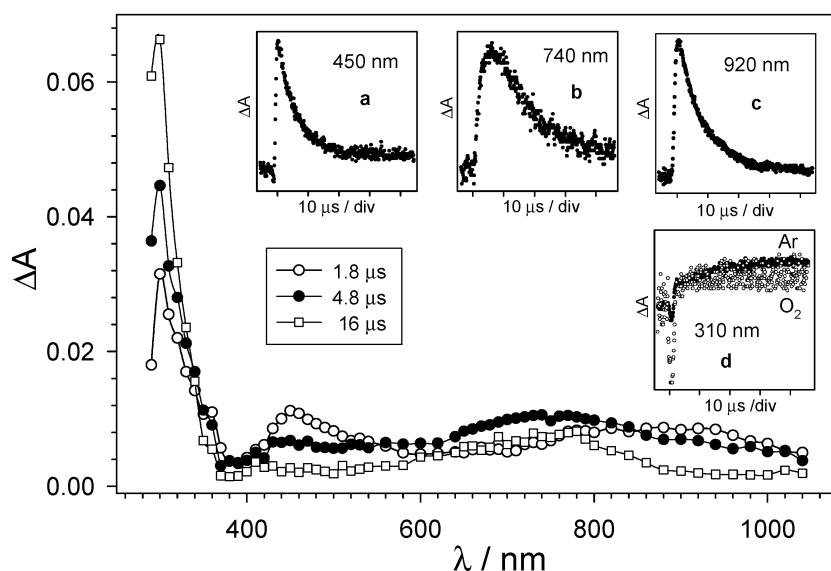 0.06
0.04
0.02
0.00
ΔA
400
600
800
1000
λ / nm
1.8 μs
4.8 μs
16 μs
450 nm
a
ΔA
10 μs / div
740 nm
b
ΔA
10 μs / div
920 nm
c
ΔA
10 μs / div
Ar
O₂
310 nm
d
ΔA
10 μs /div